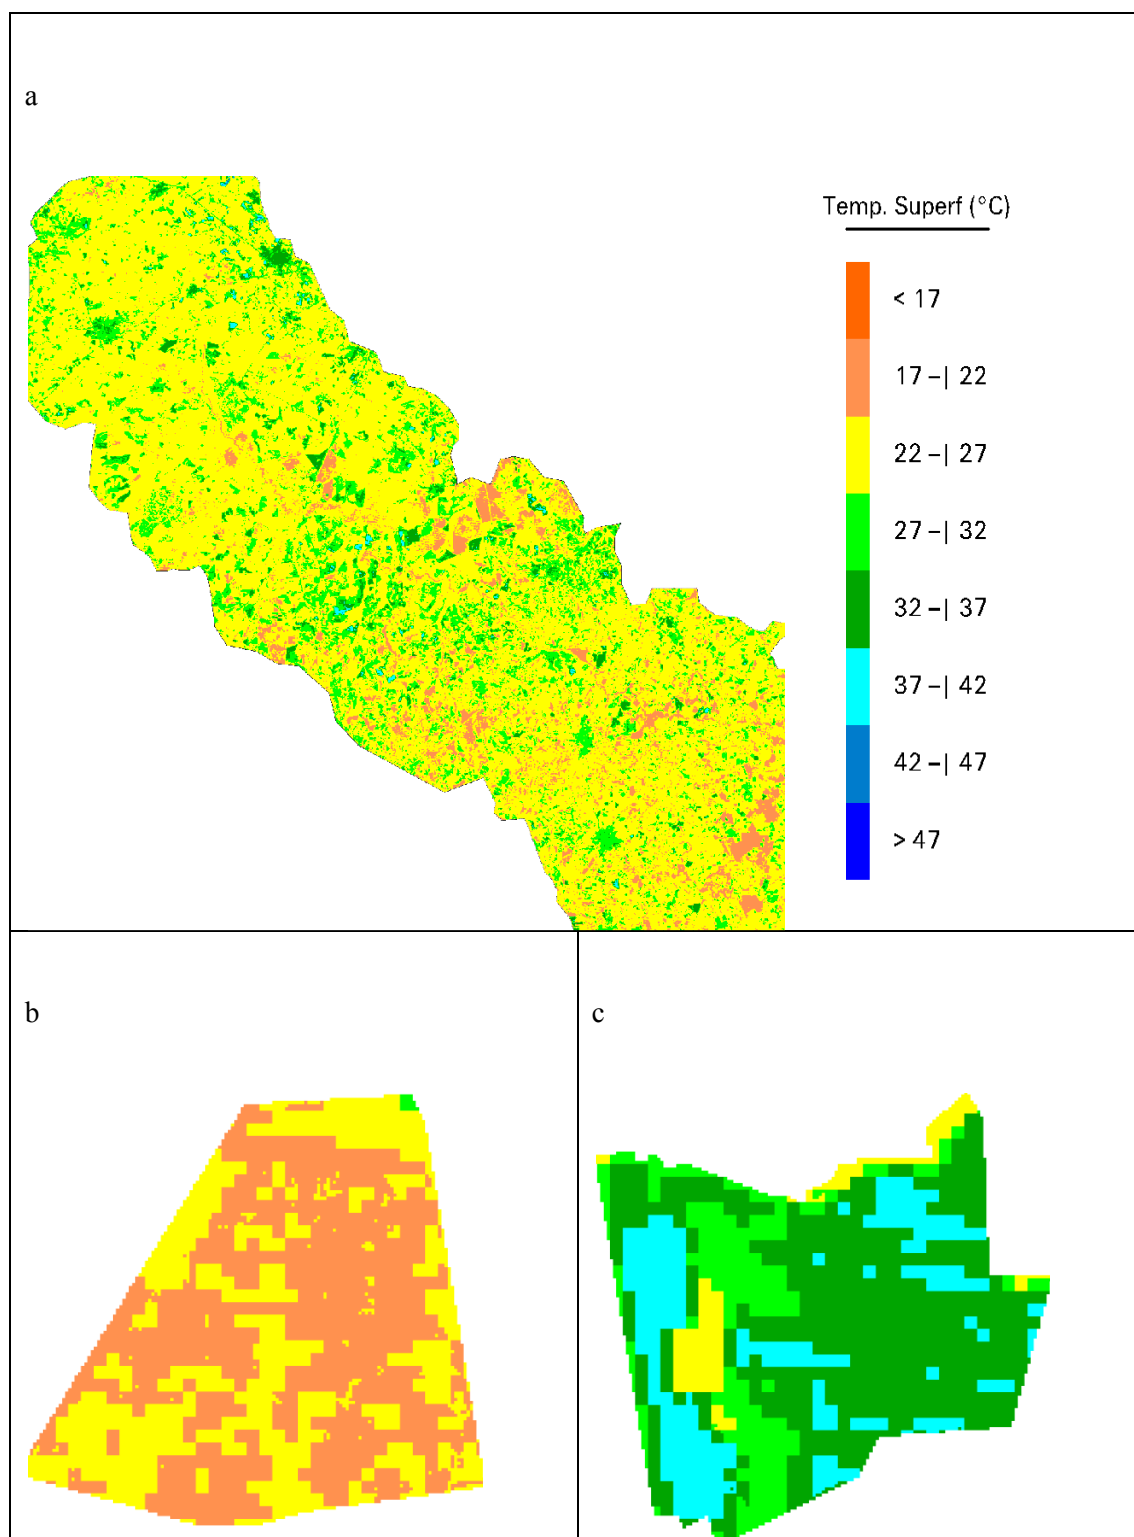 a
Temp. Superf (°C)
< 17
17 –| 22
22 –| 27
27 –| 32
32 –| 37
37 –| 42
42 –| 47
> 47
b
c